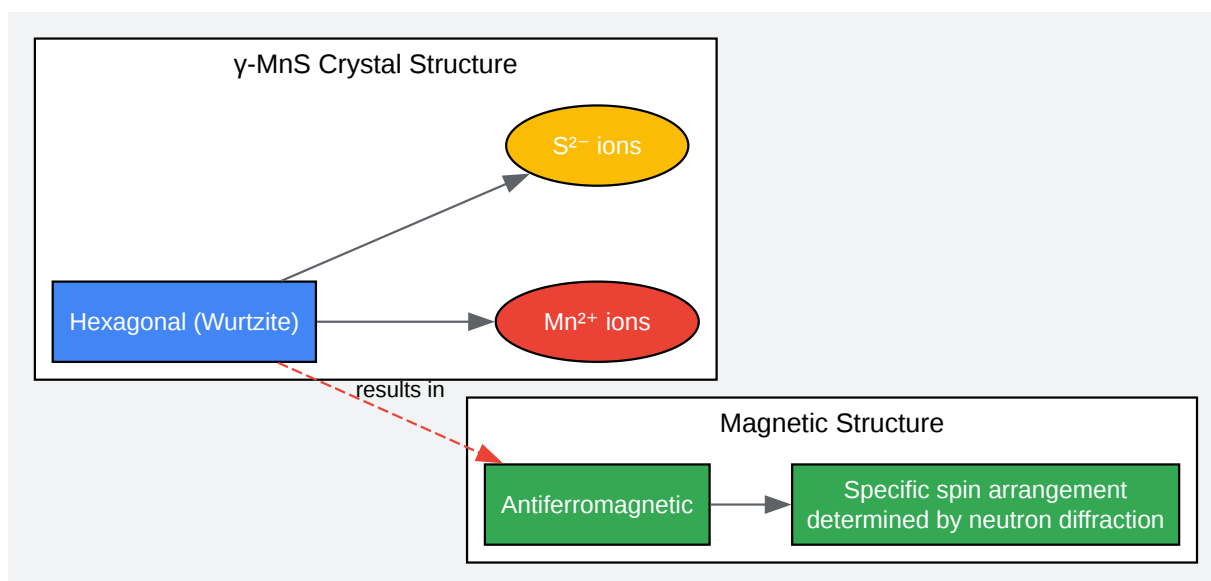 γ-MnS Crystal Structure
S²⁻ ions
Hexagonal (Wurtzite)
Mn²⁺ ions
results in
Magnetic Structure
Antiferromagnetic
Specific spin arrangement
determined by neutron diffraction